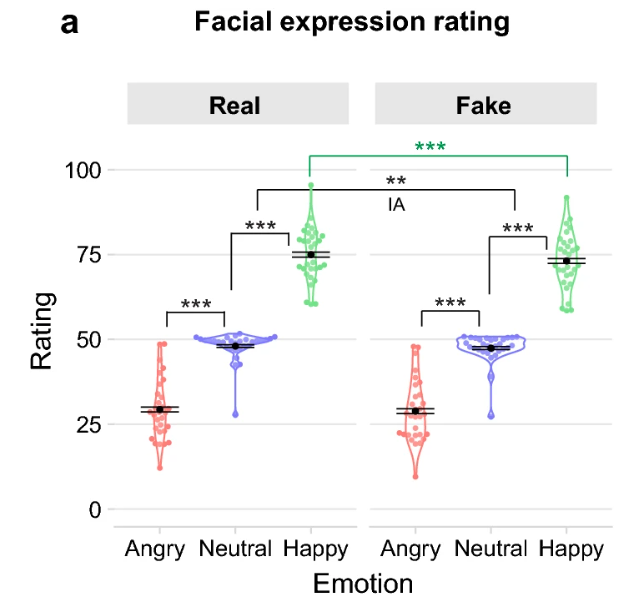 a
Facial expression rating
Real
Fake
***
**
IA
***
***
***
***
100
75
50
25
0
Rating
Angry Neutral Happy
Angry Neutral Happy
Emotion